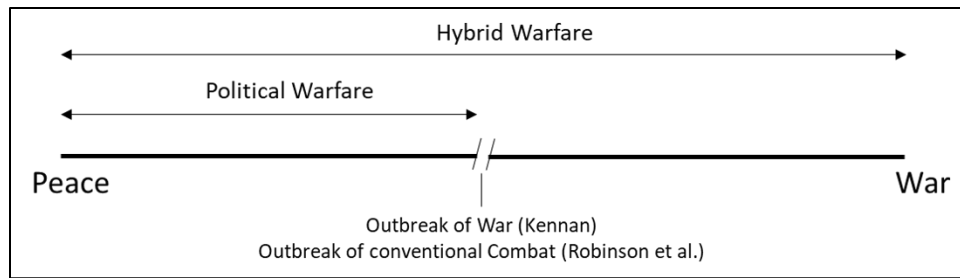 Hybrid Warfare
Political Warfare
Peace
War
Outbreak of War (Kennan)
Outbreak of conventional Combat (Robinson et al.)